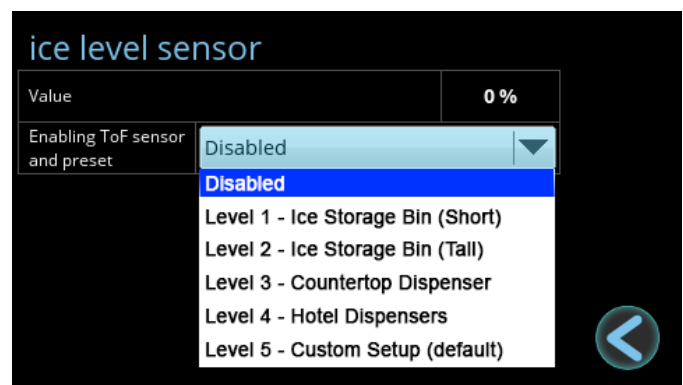 ice level sensor
Value
0 %
Enabling ToF sensor
and preset
Disabled
Disabled
Level 1 - Ice Storage Bin (Short)
Level 2 - Ice Storage Bin (Tall)
Level 3 - Countertop Dispenser
Level 4 - Hotel Dispensers
Level 5 - Custom Setup (default)